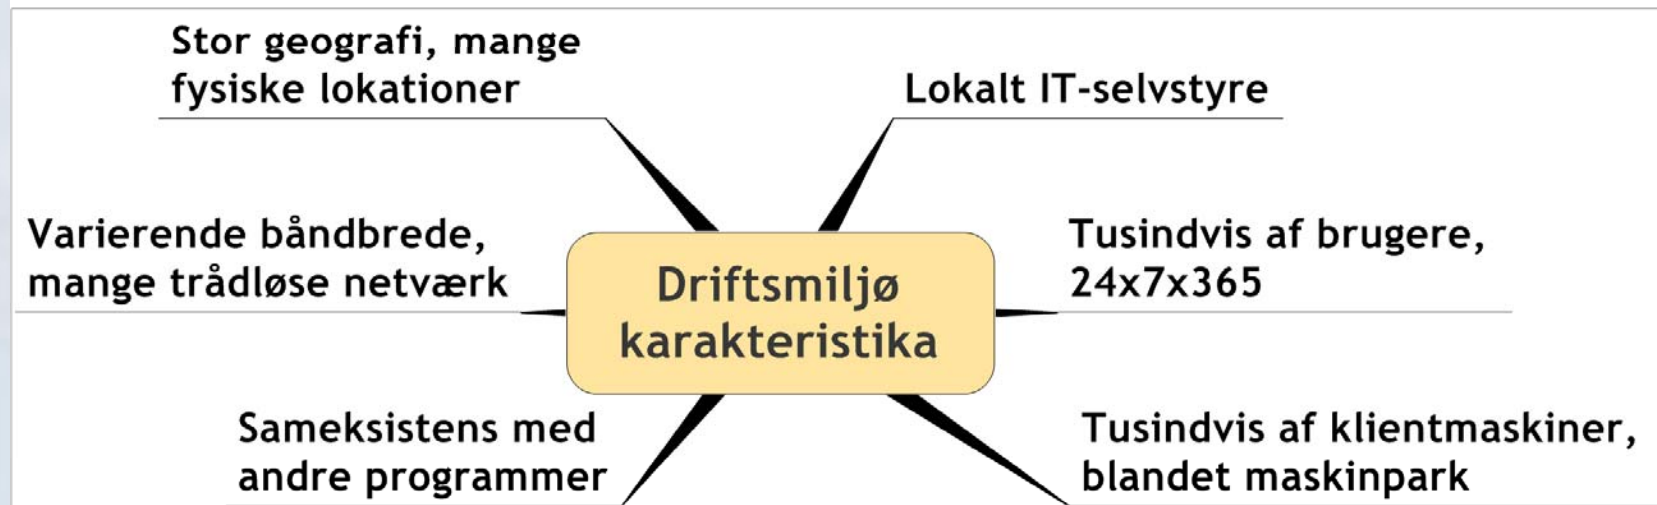 Stor geografi, mange
fysiske lokationer
Lokalt IT-selvstyre
Varierende båndbrede,
mange trådløse netværk
Driftsmiljø
karakteristika
Tusindvis af brugere,
24x7x365
Sameksistens med
andre programmer
Tusindvis af klientmaskiner,
blandet maskinpark